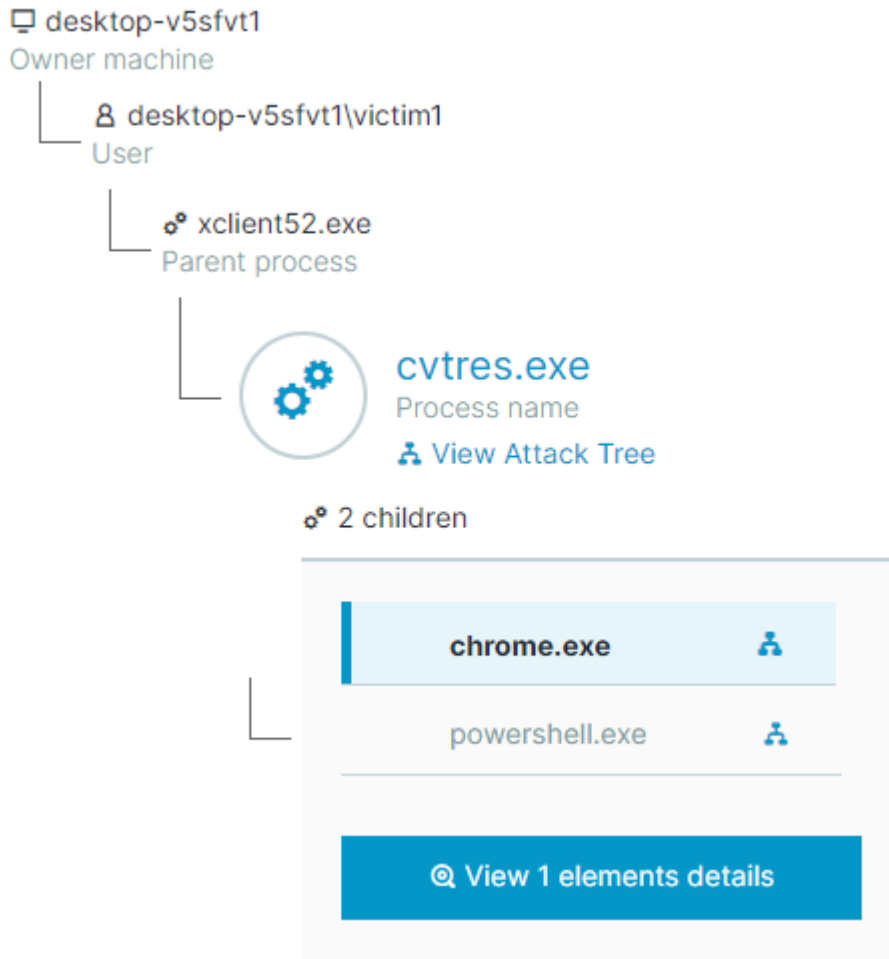 desktop-v5sfvt1
Owner machine
desktop-v5sfvt1\victim1
User
xclient52.exe
Parent process
cvtres.exe
Process name
View Attack Tree
2 children
chrome.exe
powershell.exe
View 1 elements details